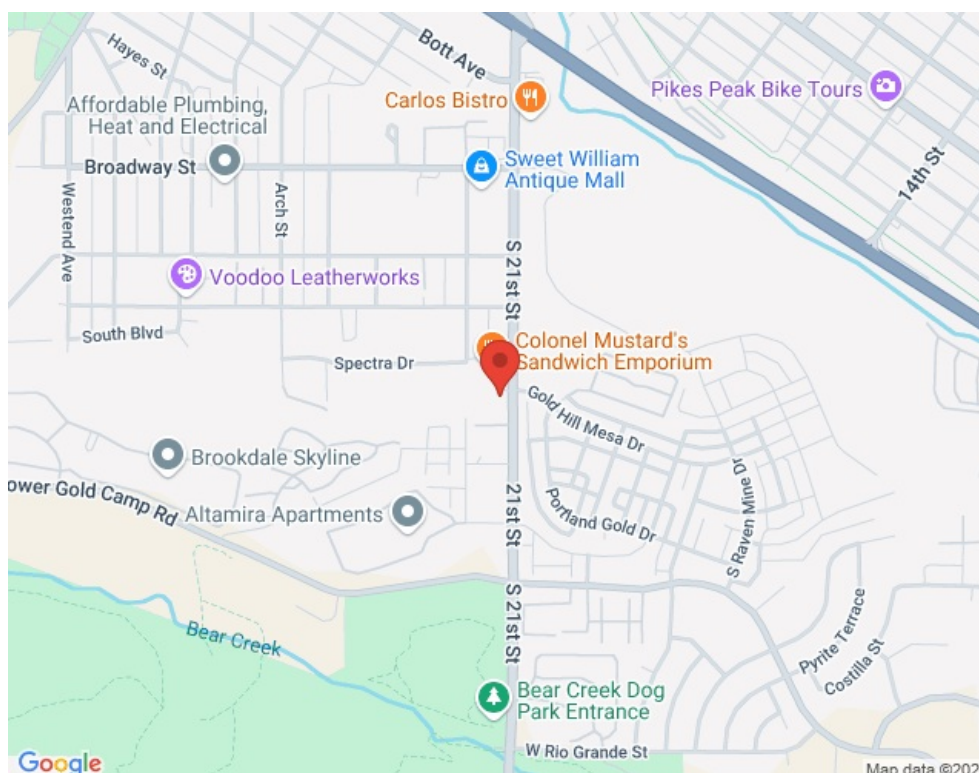 Hayes St
Bott Ave
Carlos Bistro
Pikes Peak Bike Tours
Affordable Plumbing,
Heat and Electrical
Broadway St
Sweet William
Antique Mall
14th St
Westend Ave
Arch St
S 21st St
Voodoo Leatherworks
South Blvd
Spectra Dr
Colonel Mustard's
Sandwich Emporium
Gold Hill Mesa Dr
Brookdale Skyline
ower Gold Camp Rd
Altamira Apartments
21st St
Portland Gold Dr
S Raven Mine Dr
S 21st St
Bear Creek
Pyrite Terrace
Costilla St
Bear Creek Dog
Park Entrance
W Rio Grande St
Google
Map data ©202